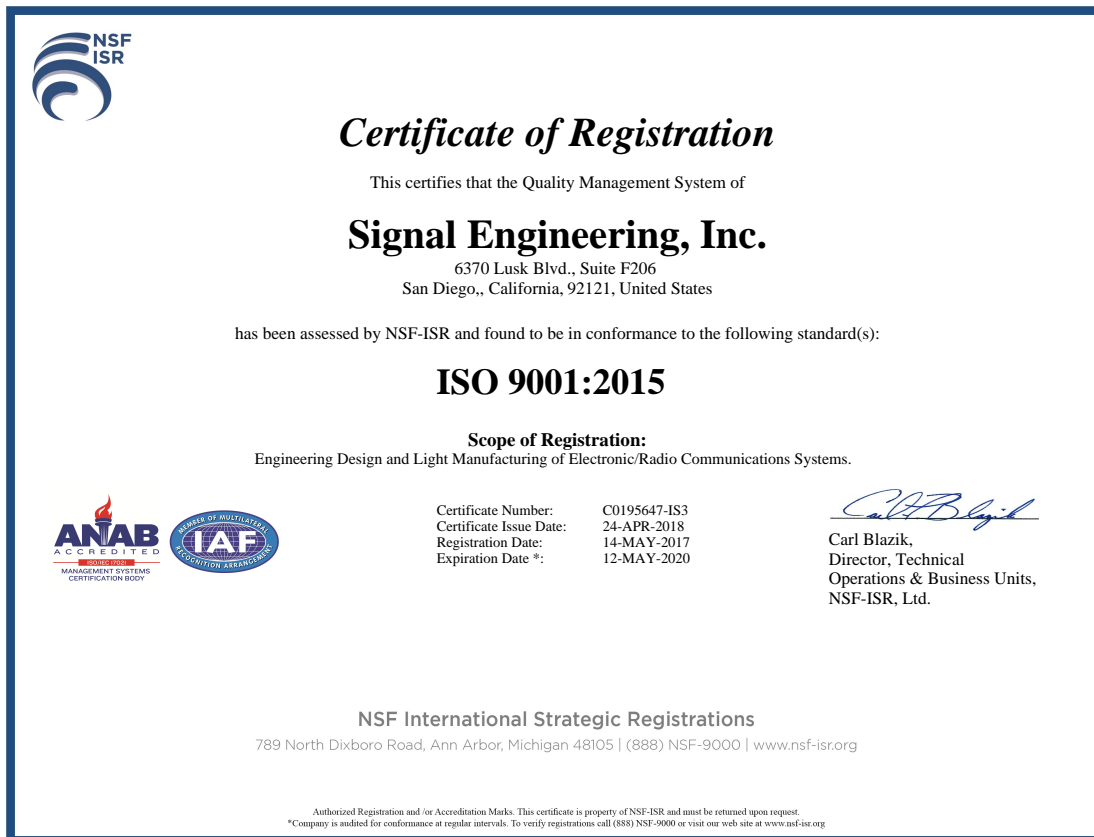 NSF
ISR
Certificate of Registration
This certifies that the Quality Management System of
Signal Engineering, Inc.
6370 Lusk Blvd., Suite F206
San Diego,, California, 92121, United States
has been assessed by NSF-ISR and found to be in conformance to the following standard(s):
ISO 9001:2015
Scope of Registration:
Engineering Design and Light Manufacturing of Electronic/Radio Communications Systems.
ANAB
ACCREDITED
ISO/IEC 17021
MANAGEMENT SYSTEMS
CERTIFICATION BODY
MEMBER OF MULTILATERAL
IAF
RECOGNITION ARRANGEMENT
Certificate Number: C0195647-IS3
Certificate Issue Date: 24-APR-2018
Registration Date: 14-MAY-2017
Expiration Date *: 12-MAY-2020
Carl Blazik,
Director, Technical
Operations & Business Units,
NSF-ISR, Ltd.
NSF International Strategic Registrations
789 North Dixboro Road, Ann Arbor, Michigan 48105 | (888) NSF-9000 | www.nsf-isr.org
Authorized Registration and /or Accreditation Marks. This certificate is property of NSF-ISR and must be returned upon request.
*Company is audited for conformance at regular intervals. To verify registrations call (888) NSF-9000 or visit our web site at www.nsf-isr.org